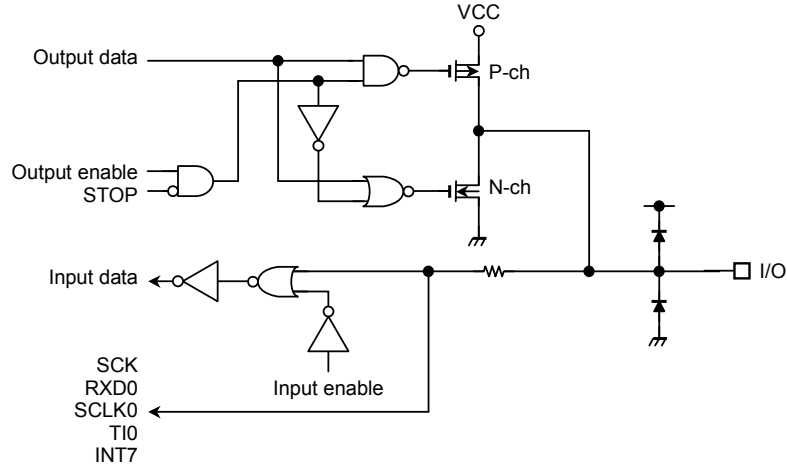 VCC
Output data
P-ch
Output enable
STOP
N-ch
Input data
I/O
Input enable
SCK
RXD0
SCLK0
TI0
INT7